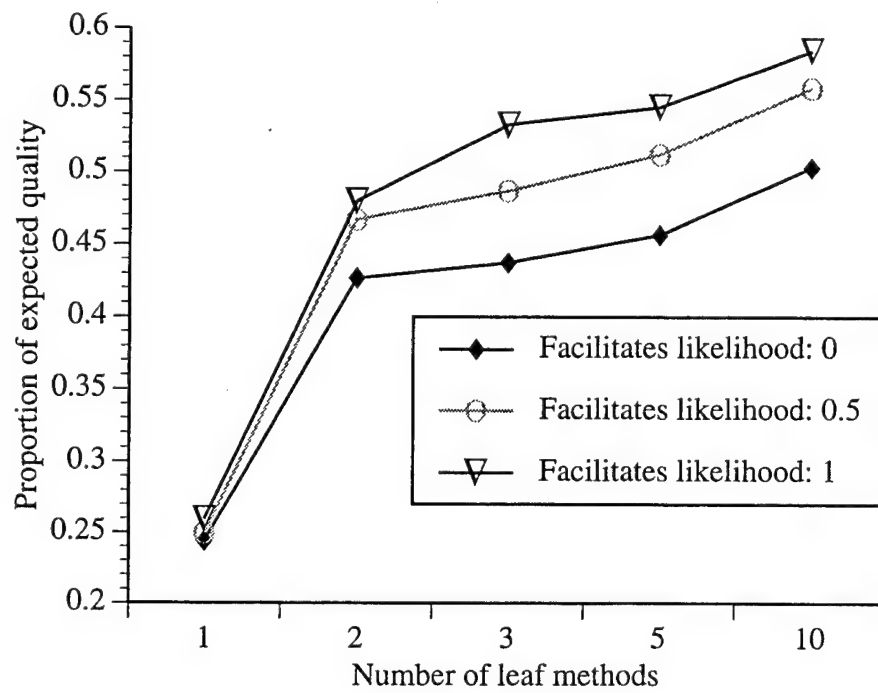 0.6
0.55
0.5
0.45
0.4
0.35
0.3
0.25
0.2
Proportion of expected quality
Facilitates likelihood: 0
Facilitates likelihood: 0.5
Facilitates likelihood: 1
1 2 3 5 10
Number of leaf methods